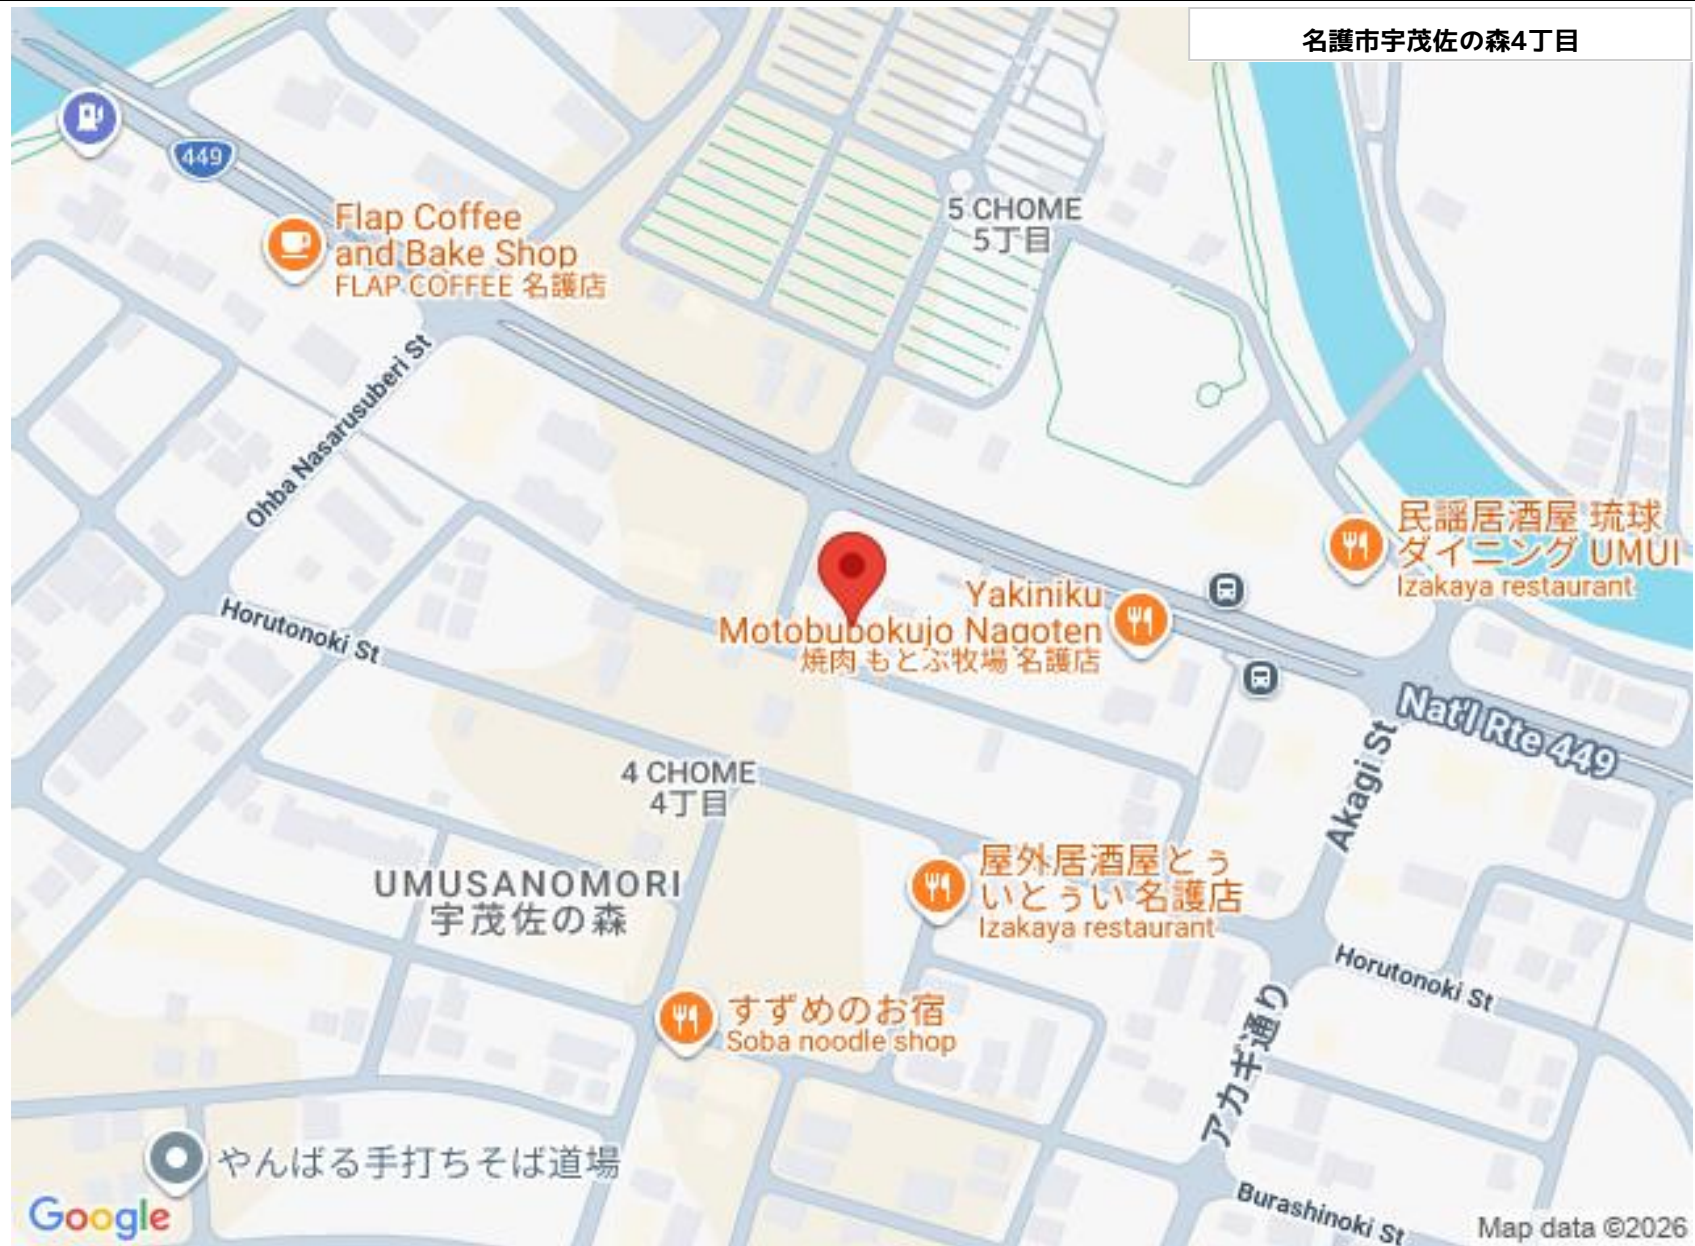 名護市宇茂佐の森4丁目
449
Flap Coffee
and Bake Shop
FLAP COFFEE 名護店
5 CHOME
5丁目
Ohba Nasarusuberi St
民謡居酒屋 琉球
ダイニング UMUI
Izakaya restaurant
Yakiniku
Motobubokujo Nagoten
焼肉 もとぶ牧場 名護店
Horutonoki St
Nat'l Rte 449
Akagi St
4 CHOME
4丁目
屋外居酒屋とぅ
いとぅい 名護店
Izakaya restaurant
UMUSANOMORI
宇茂佐の森
Horutonoki St
すずめのお宿
Soba noodle shop
アカギ通り
やんばる手打ちそば道場
Burashinoki St
Google
Map data ©2026